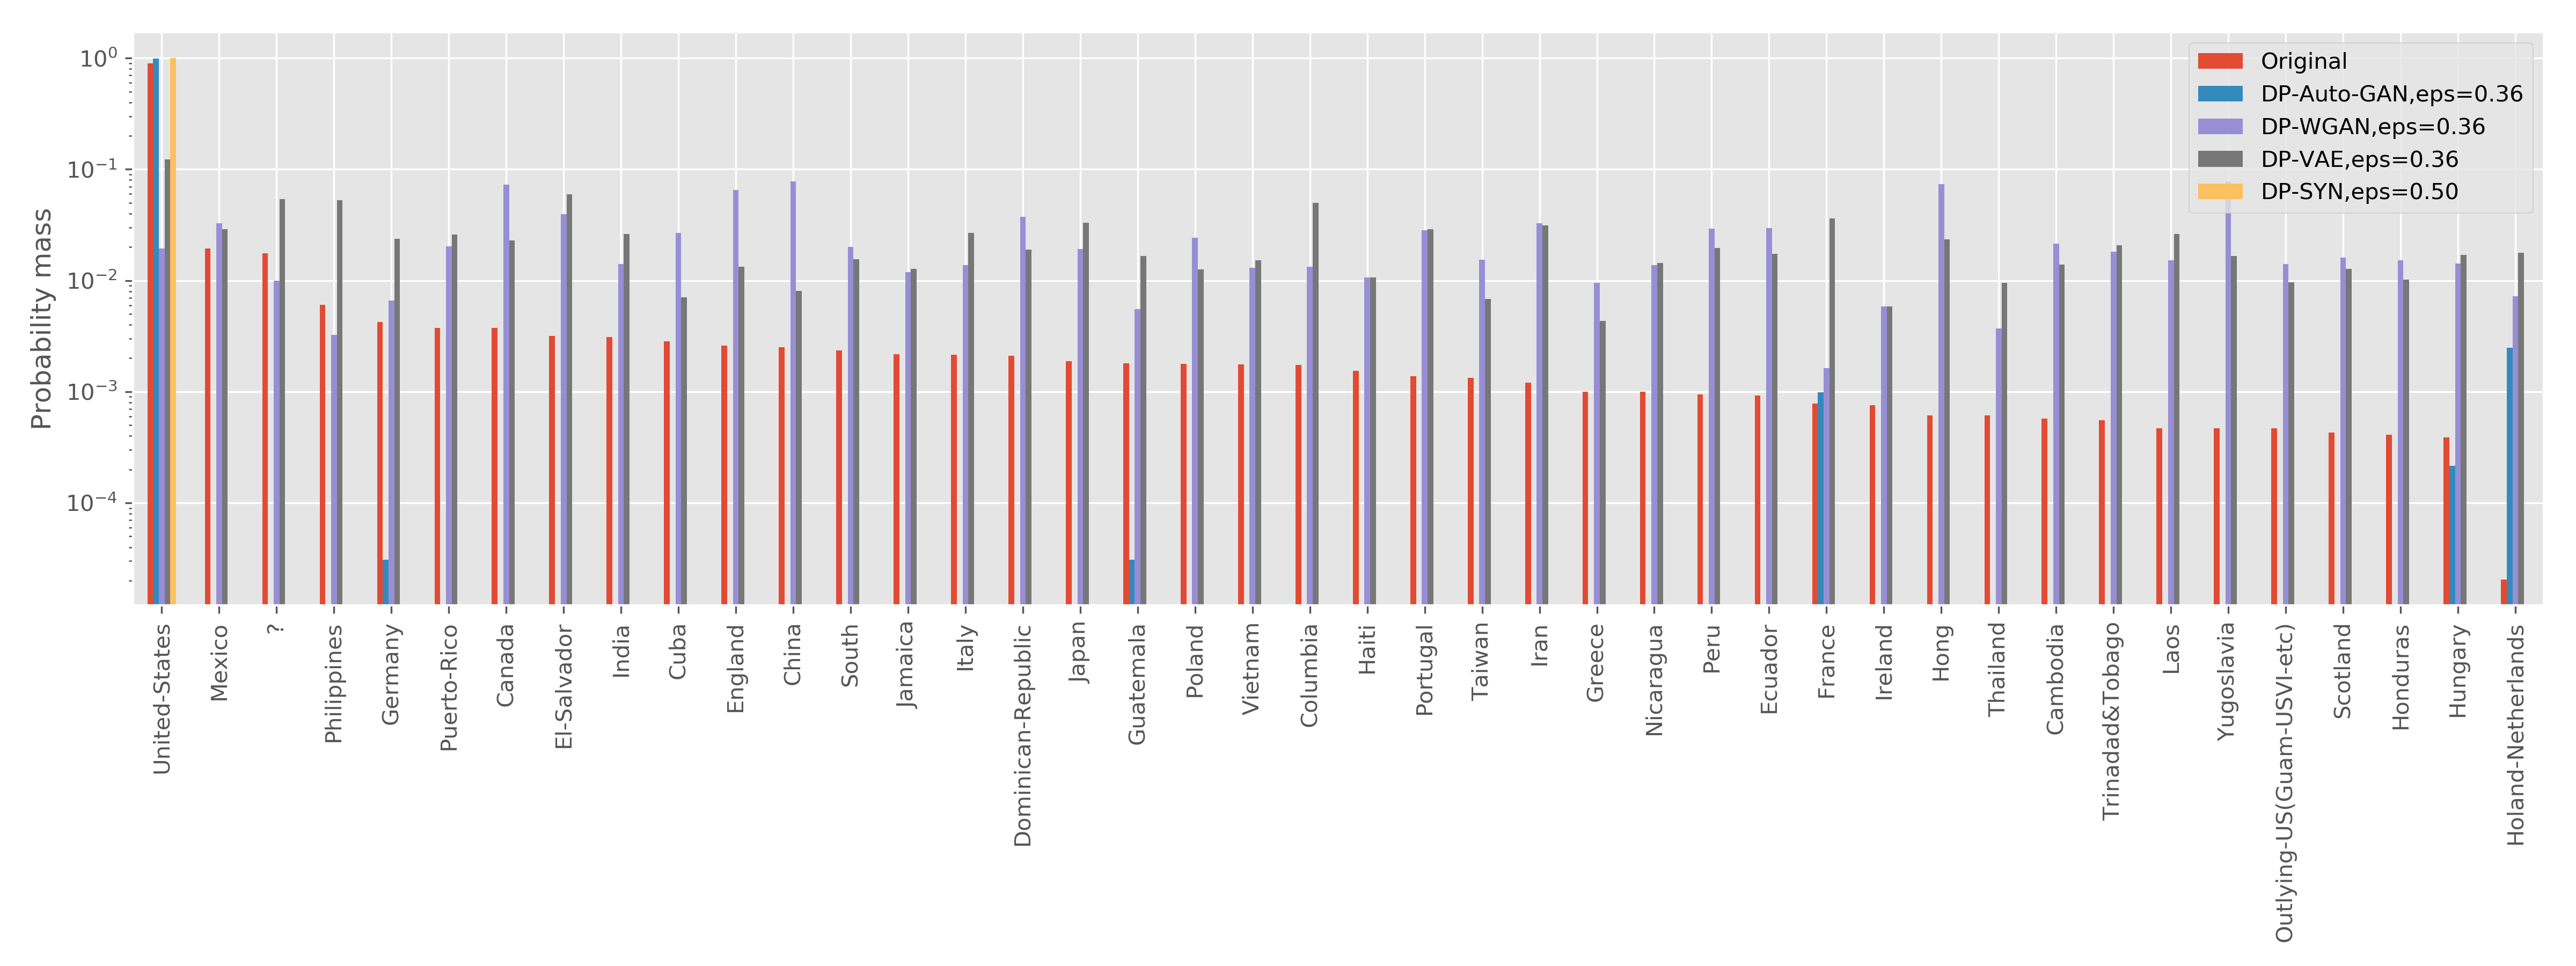 Probability mass
10^0
10^-1
10^-2
10^-3
10^-4
Original
DP-Auto-GAN,eps=0.36
DP-WGAN,eps=0.36
DP-VAE,eps=0.36
DP-SYN,eps=0.50
United-States
Mexico
?
Philippines
Germany
Puerto-Rico
Canada
El-Salvador
India
Cuba
England
China
South
Jamaica
Italy
Dominican-Republic
Japan
Guatemala
Poland
Vietnam
Columbia
Haiti
Portugal
Taiwan
Iran
Greece
Nicaragua
Peru
Ecuador
France
Ireland
Hong
Thailand
Cambodia
Trinadad&Tobago
Laos
Yugoslavia
Outlying-US(Guam-USVI-etc)
Scotland
Honduras
Hungary
Holand-Netherlands